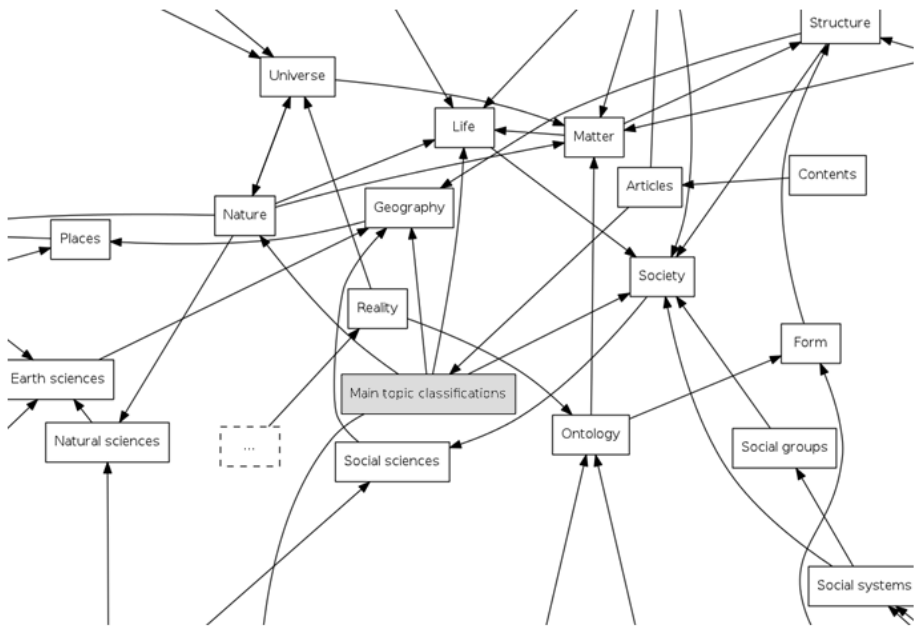 Structure
Universe
Life
Matter
Articles
Contents
Nature
Geography
Places
Society
Reality
Form
Earth sciences
Main topic classifications
Natural sciences
...
Social sciences
Ontology
Social groups
Social systems